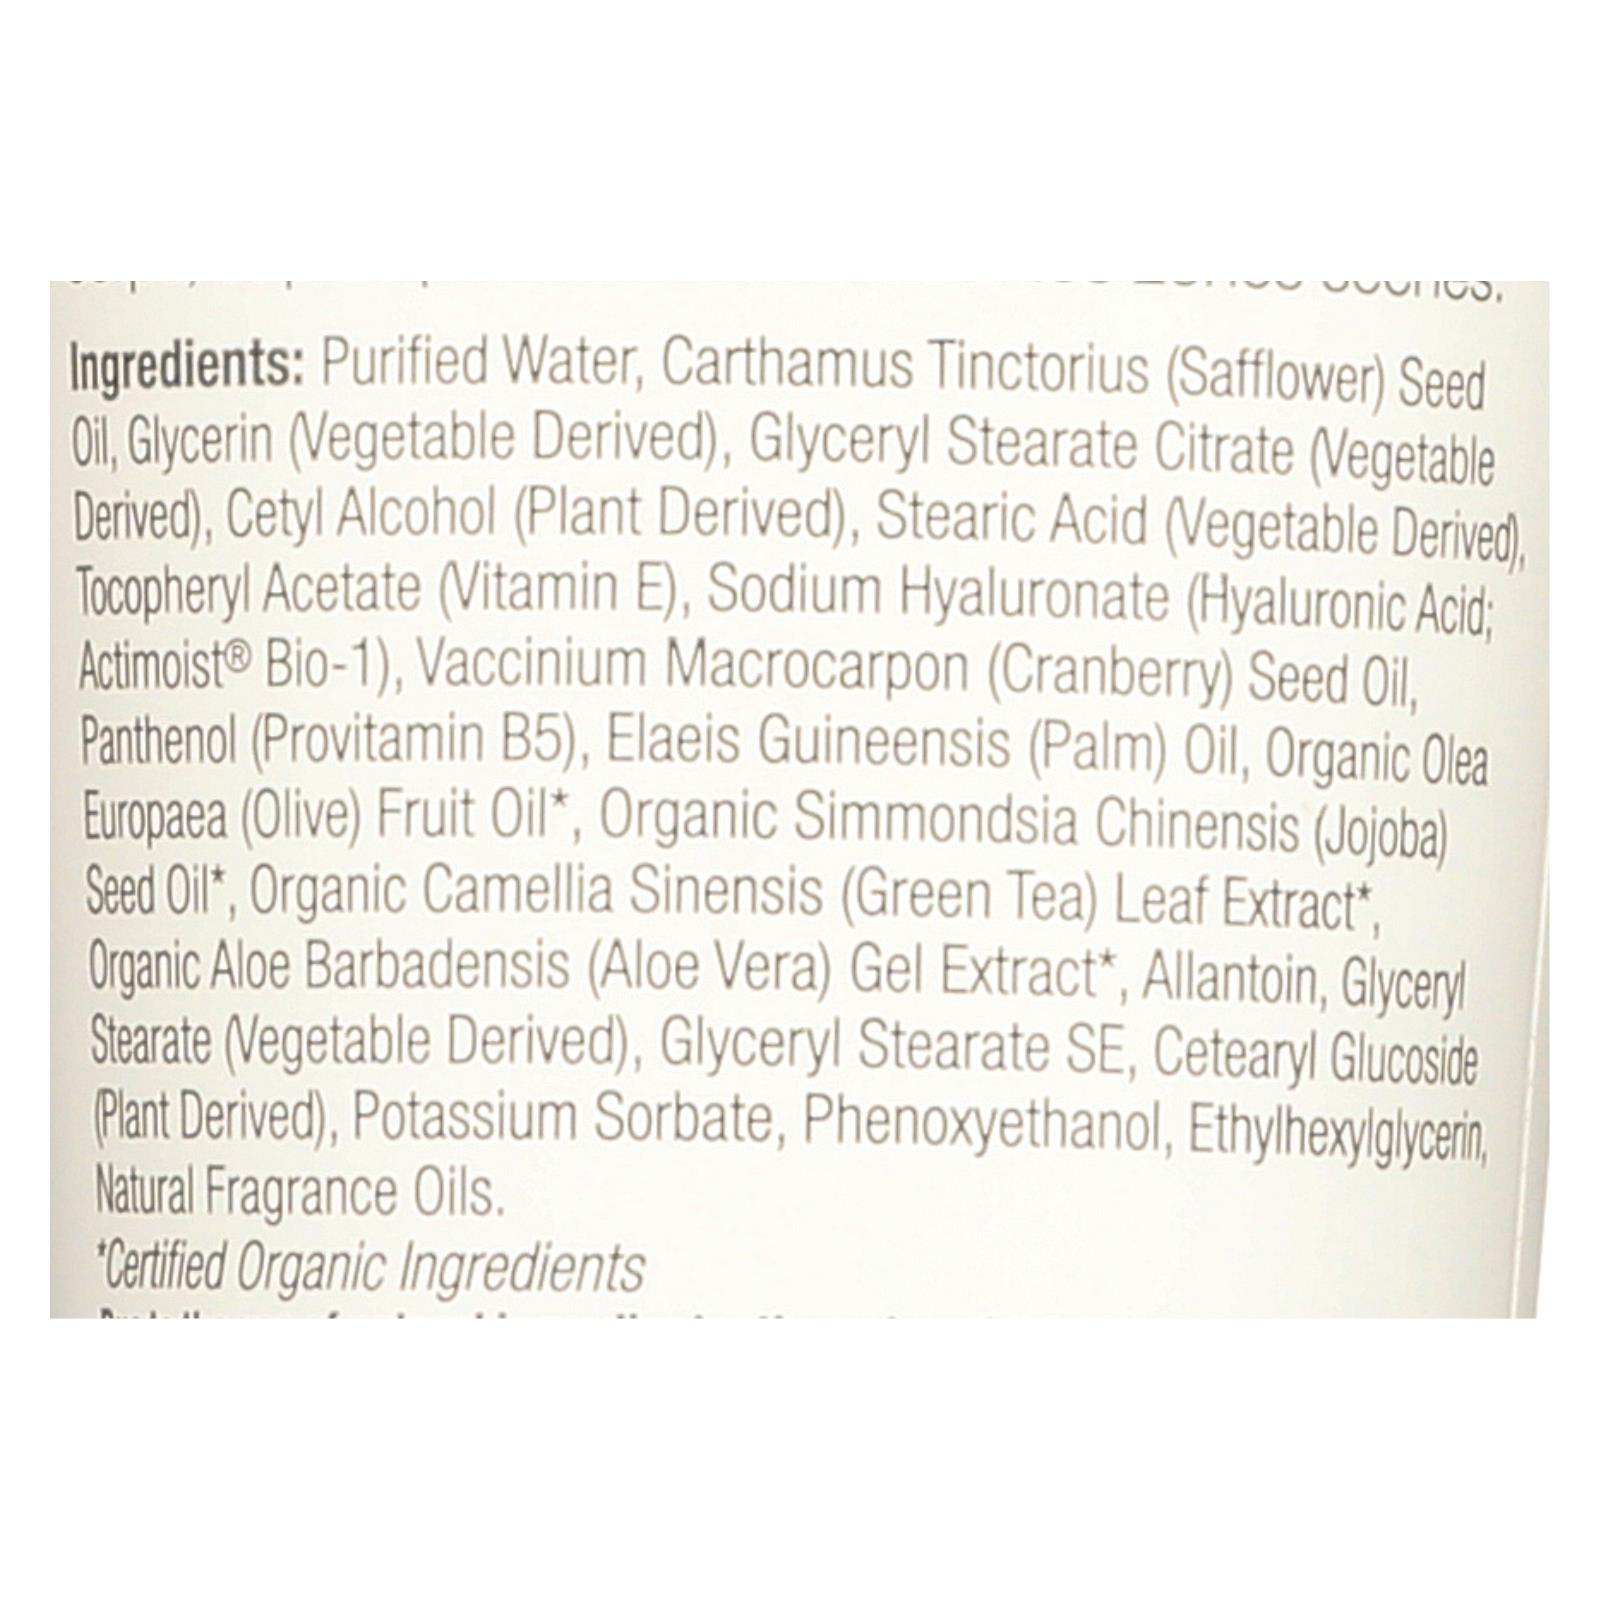 Ingredients: Purified Water, Carthamus Tinctorius (Safflower) Seed
Oil, Glycerin (Vegetable Derived), Glyceryl Stearate Citrate (Vegetable
Derived), Cetyl Alcohol (Plant Derived), Stearic Acid (Vegetable Derived),
Tocopheryl Acetate (Vitamin E), Sodium Hyaluronate (Hyaluronic Acid;
Actimoist® Bio-1), Vaccinium Macrocarpon (Cranberry) Seed Oil,
Panthenol (Provitamin B5), Elaeis Guineensis (Palm) Oil, Organic Olea
Europaea (Olive) Fruit Oil*, Organic Simmondsia Chinensis (Jojoba)
Seed Oil*, Organic Camellia Sinensis (Green Tea) Leaf Extract*,
Organic Aloe Barbadensis (Aloe Vera) Gel Extract*, Allantoin, Glyceryl
Stearate (Vegetable Derived), Glyceryl Stearate SE, Cetearyl Glucoside
(Plant Derived), Potassium Sorbate, Phenoxyethanol, Ethylhexylglycerin,
Natural Fragrance Oils.
*Certified Organic Ingredients